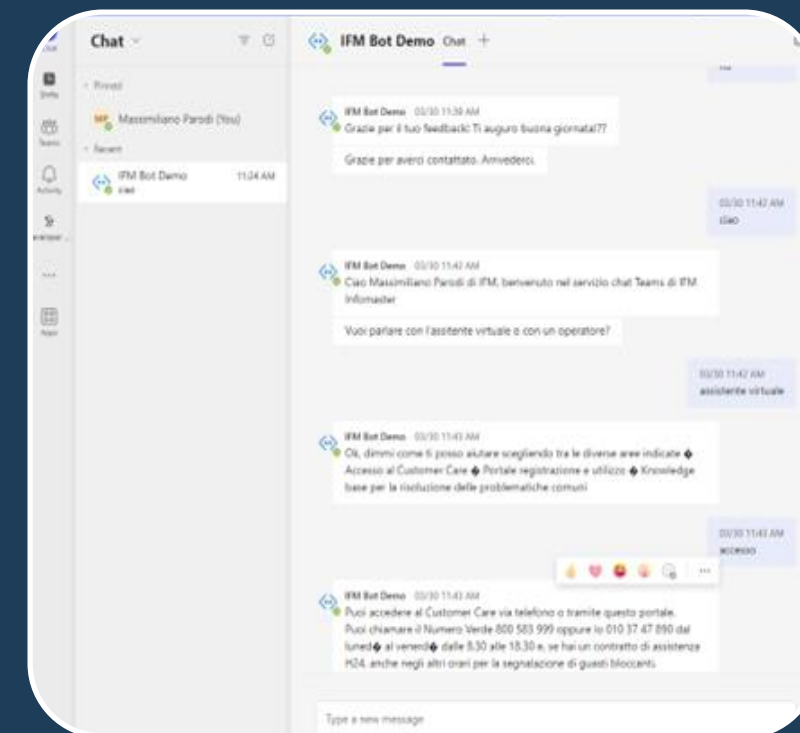 Chat
Pinned
MP Massimiliano Parodi (You)
Recent
IFM Bot Demo 11:24 AM
ciao
Teams
Activity
...
Apps
IFM Bot Demo Chat +
IFM Bot Demo 03/30 11:39 AM
Grazie per il tuo feedback! Ti auguro buona giornata!??
Grazie per averci contattato. Arrivederci.
03/30 11:42 AM
ciao
IFM Bot Demo 03/30 11:42 AM
Ciao Massimiliano Parodi di IFM, benvenuto nel servizio chat Teams di IFM
Infomaster
Vuoi parlare con l'assitente virtuale o con un operatore?
03/30 11:42 AM
assistente virtuale
IFM Bot Demo 03/30 11:43 AM
Ok, dimmi come ti posso aiutare scegliendo tra le diverse aree indicate �
Accesso al Customer Care � Portale registrazione e utilizzo � Knowledge
base per la risoluzione delle problematiche comuni
03/30 11:43 AM
accesso
IFM Bot Demo 03/30 11:43 AM
Puoi accedere al Customer Care via telefono o tramite questo portale.
Puoi chiamare il Numero Verde 800 583 999 oppure lo 010 37 47 890 dal
luned� al venerd� dalle 8.30 alle 18.30 e, se hai un contratto di assistenza
H24, anche negli altri orari per la segnalazione di guasti bloccanti.
Type a new message